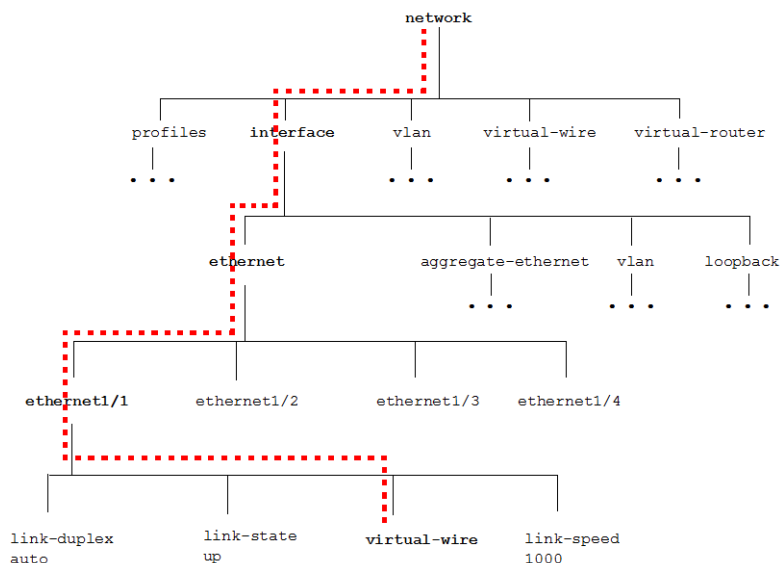 network
profiles interface vlan virtual-wire virtual-router
... ... ... ...
ethernet aggregate-ethernet vlan loopback
... ... ...
ethernet1/1 ethernet1/2 ethernet1/3 ethernet1/4
link-duplex link-state virtual-wire link-speed
auto up 1000